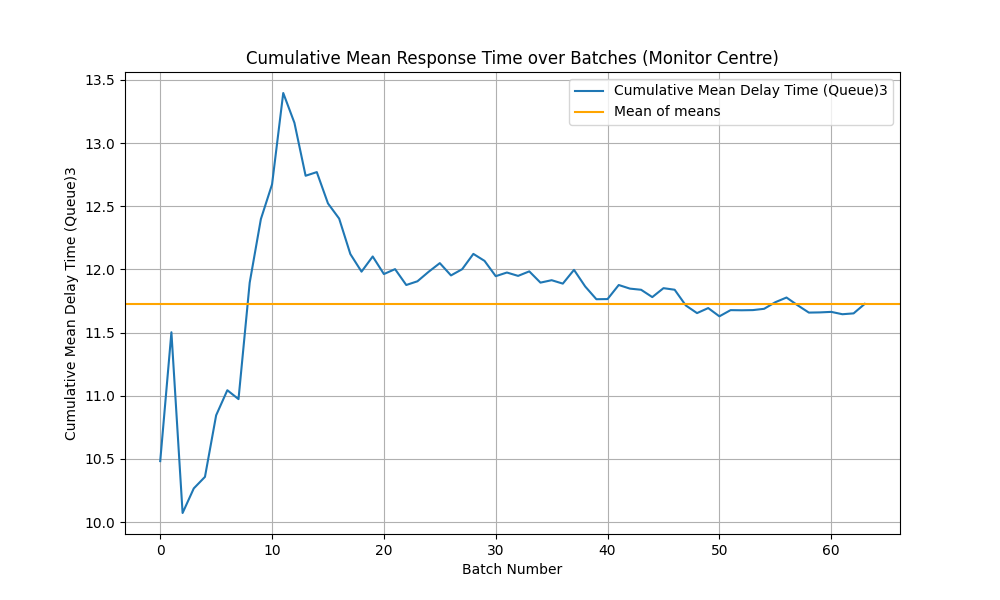 Cumulative Mean Response Time over Batches (Monitor Centre)
Cumulative Mean Delay Time (Queue)3
Mean of means
Cumulative Mean Delay Time (Queue)3
13.5
13.0
12.5
12.0
11.5
11.0
10.5
10.0
0 10 20 30 40 50 60
Batch Number